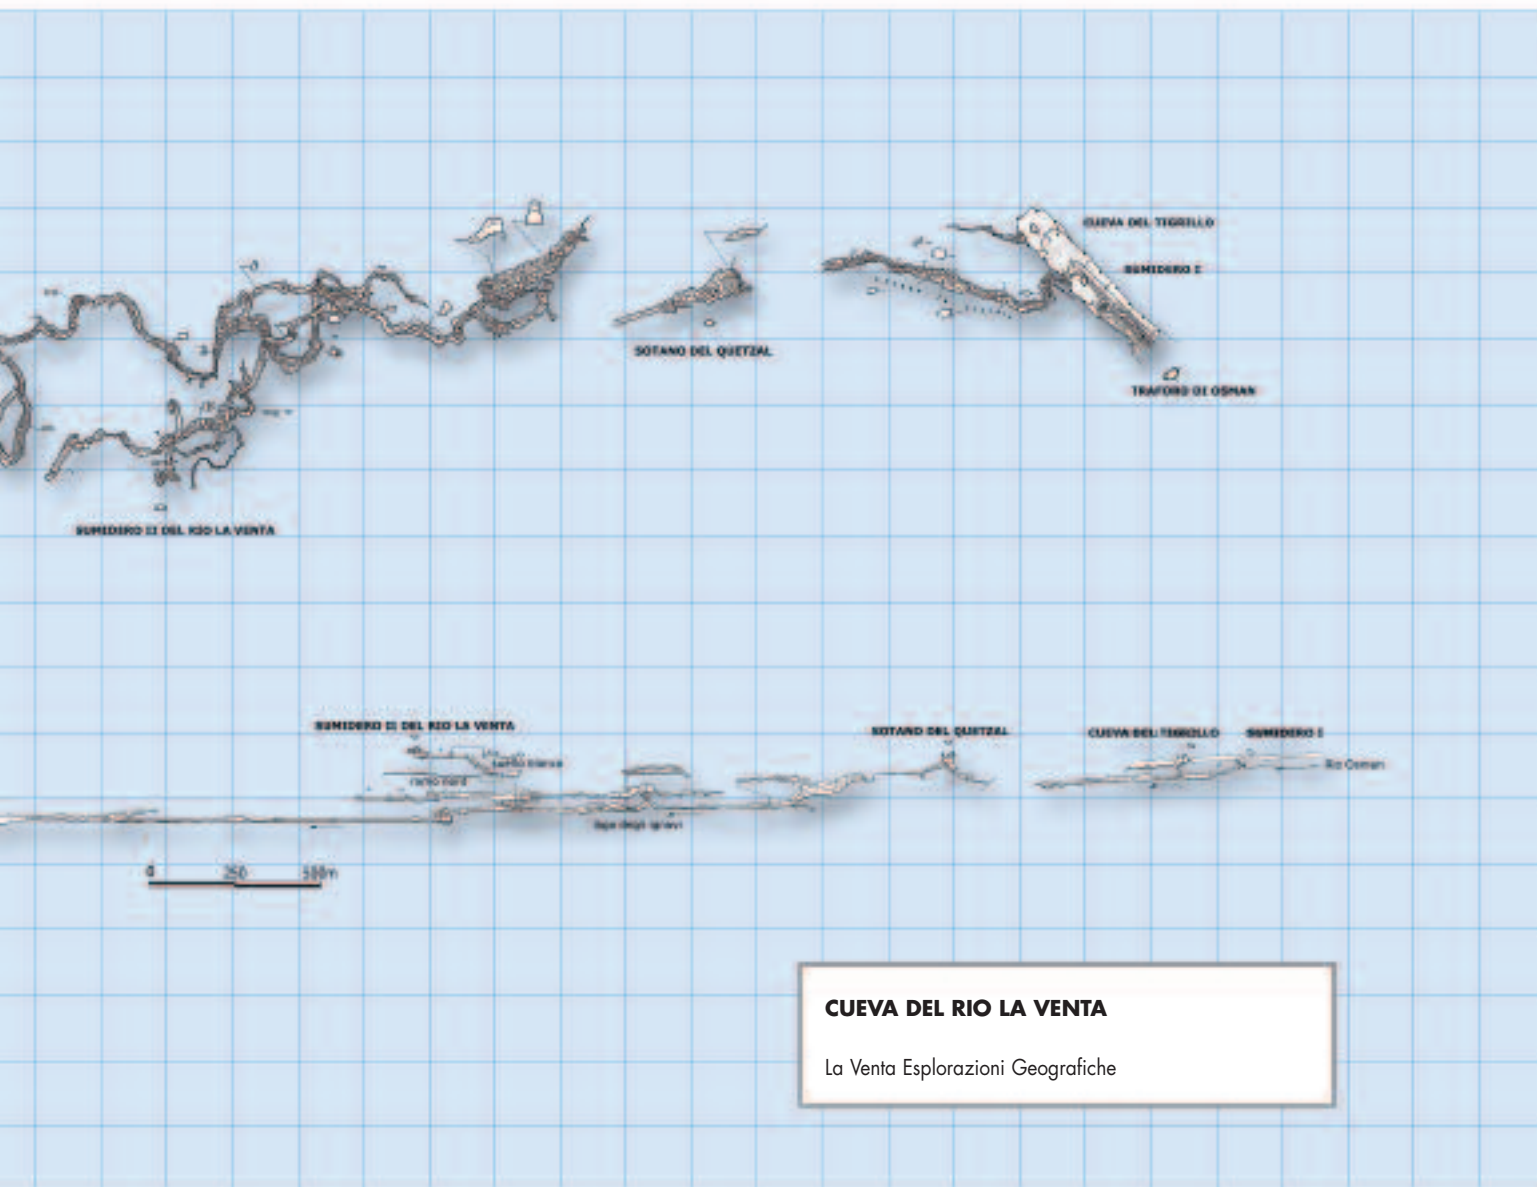 CUEVA DEL TIGRILLO
SUMIDERO I
SOTANO DEL QUETZAL
TRAFORO DI OSMAN
SUMIDERO II DEL RIO LA VENTA
SUMIDERO II DEL RIO LA VENTA
SOTANO DEL QUETZAL
CUEVA DEL TIGRILLO
SUMIDERO I
ramo nord
Rio Osman
0 250 500m
CUEVA DEL RIO LA VENTA
La Venta Esplorazioni Geografiche